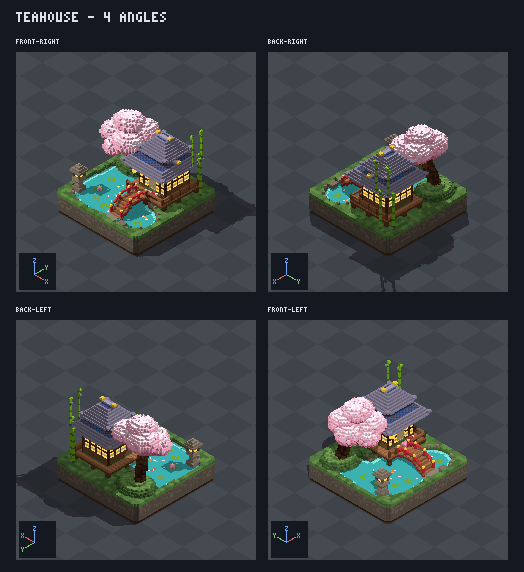 TEAHOUSE - 4 ANGLES
FRONT-RIGHT
BACK-RIGHT
Z
Y
X
Z
X
Y
BACK-LEFT
FRONT-LEFT
Z
X
Y
Z
Y
X